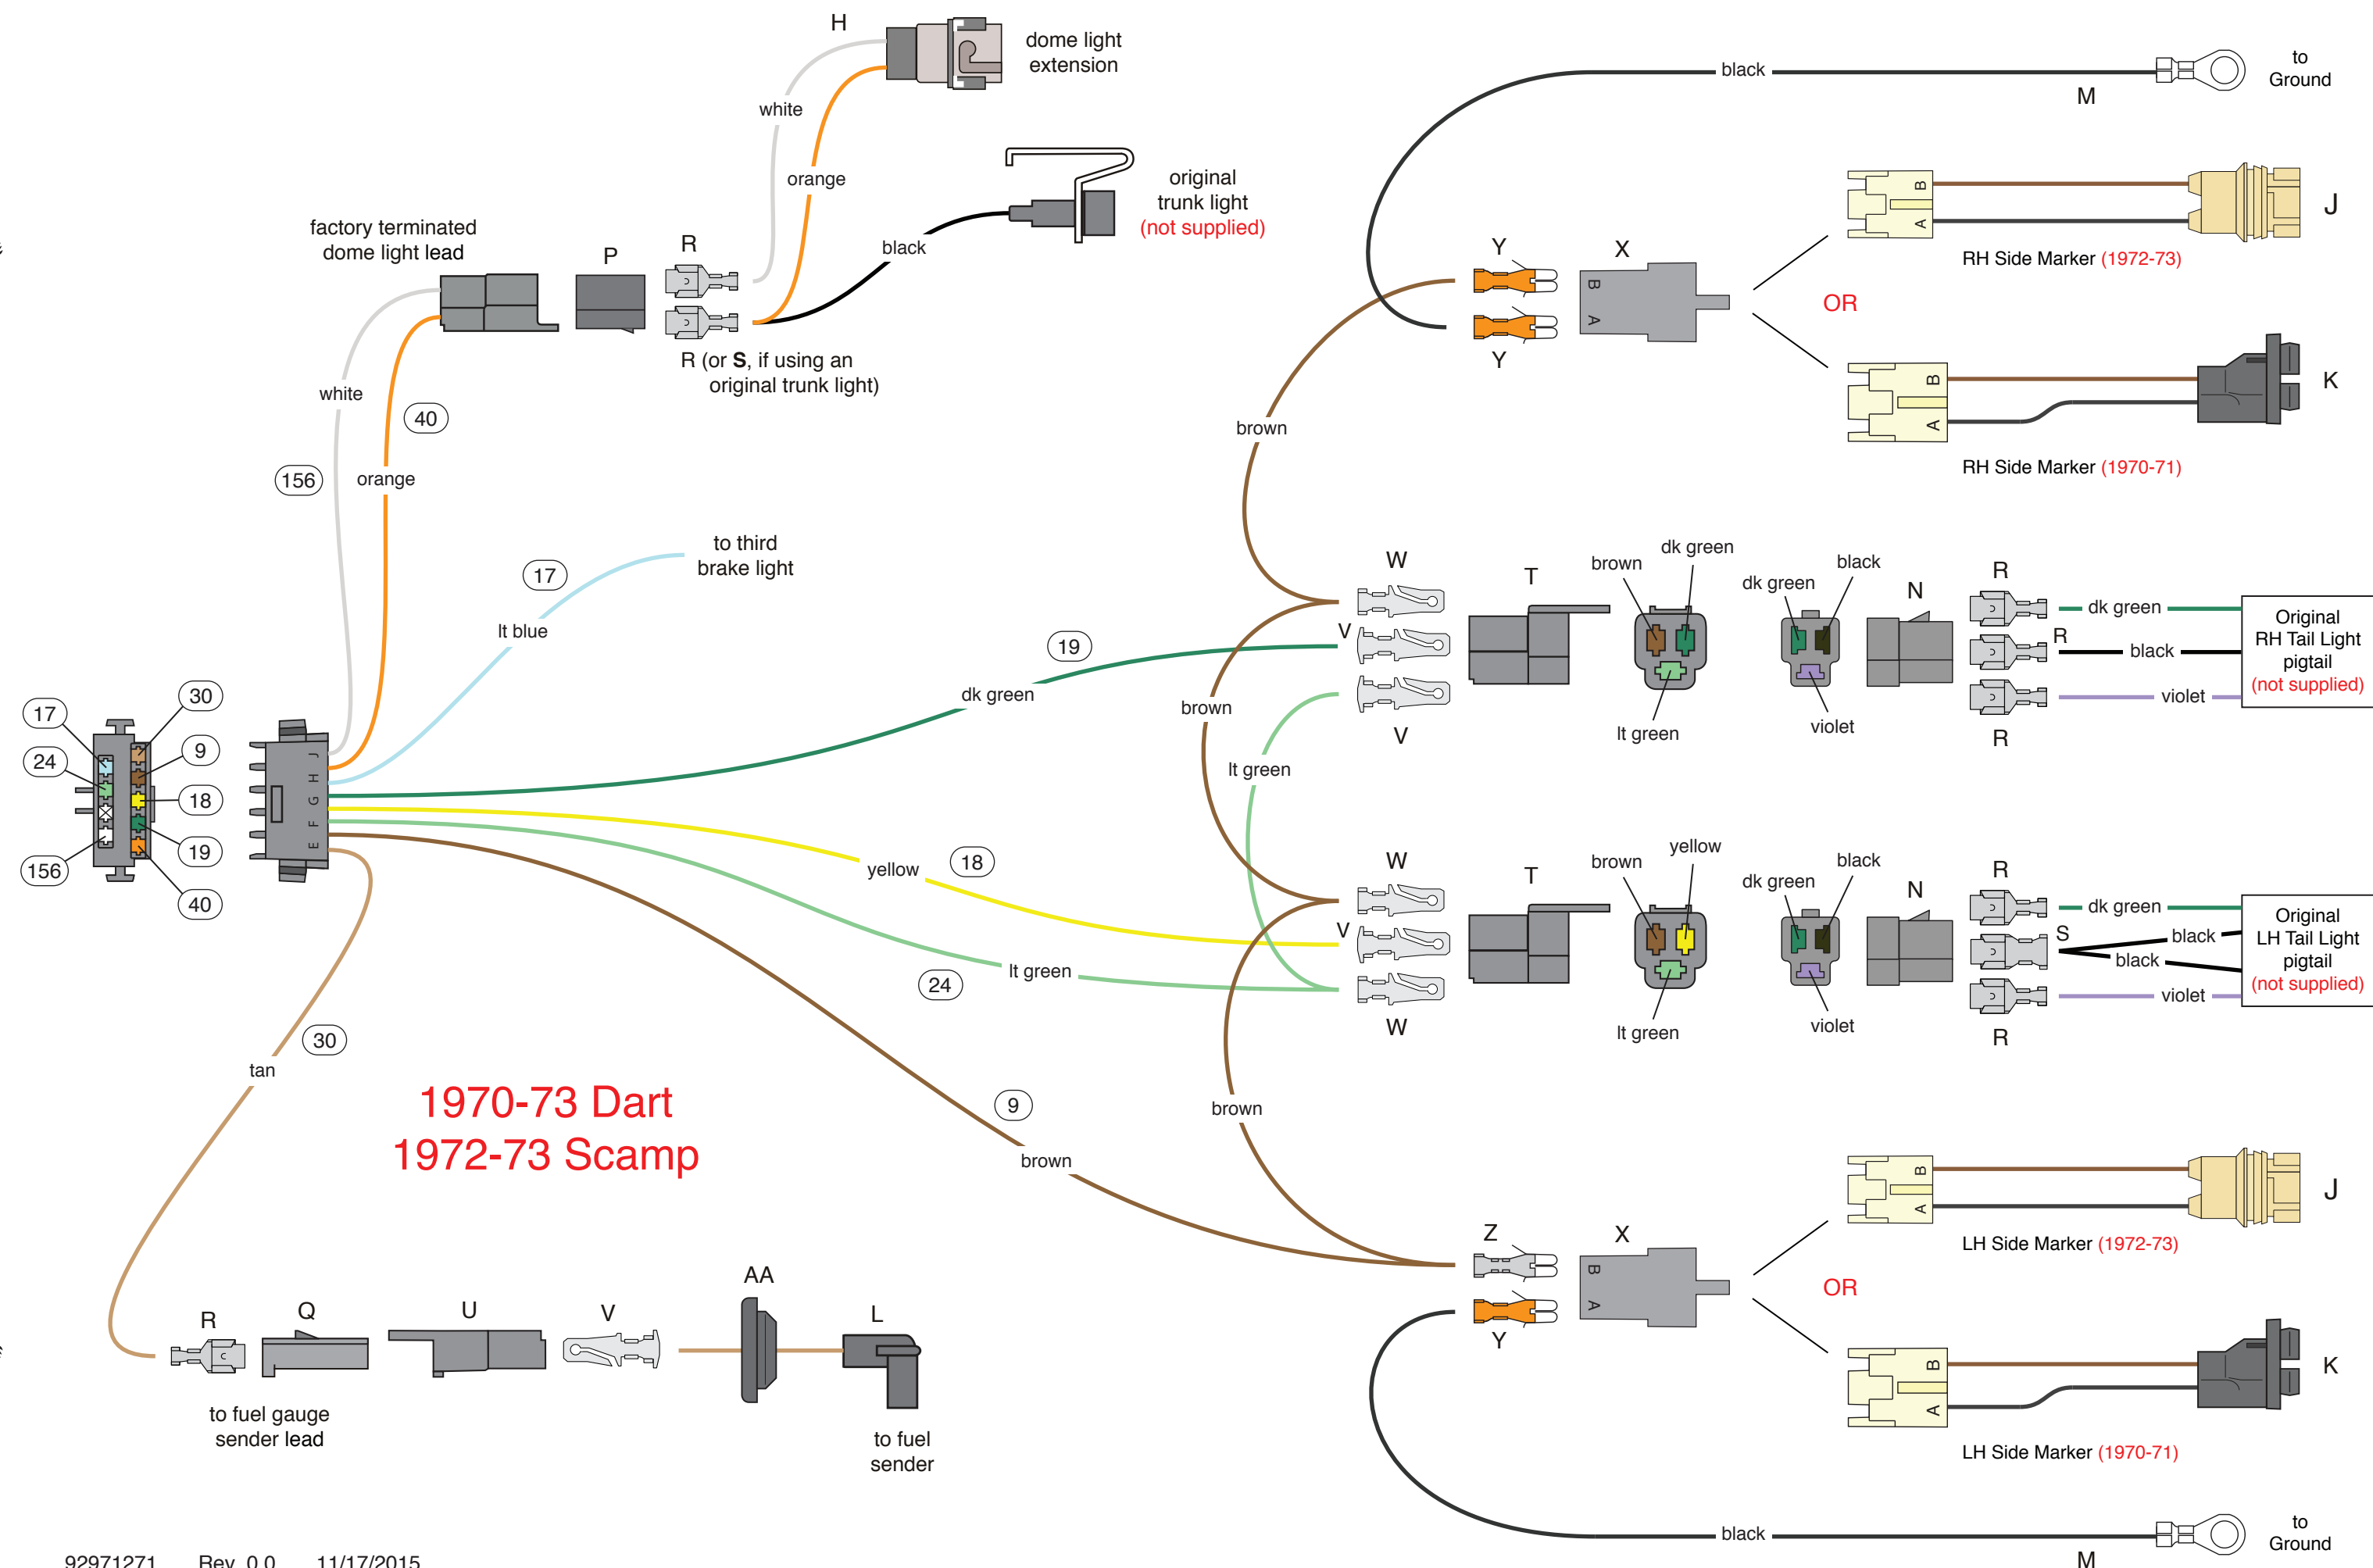 H
dome light
extension
white
orange
original
trunk light
(not supplied)
black
factory terminated
dome light lead
P
R
R (or S, if using an
original trunk light)
white
40
156
orange
to third
brake light
17
lt blue
17
24
156
30
9
18
19
40
J
H
G
F
E
19
dk green
yellow
18
lt green
24
30
tan
9
brown
1970-73 Dart
1972-73 Scamp
R
Q
U
V
AA
L
to fuel gauge
sender lead
to fuel
sender
black
M
to
Ground
Y
X
B
A
Y
brown
B
A
J
RH Side Marker (1972-73)
OR
B
A
K
RH Side Marker (1970-71)
W
V
V
T
brown
dk green
lt green
dk green
black
violet
N
R
R
R
dk green
black
violet
Original
RH Tail Light
pigtail
(not supplied)
brown
lt green
W
V
W
T
brown
yellow
lt green
dk green
black
violet
N
R
S
R
dk green
black
black
violet
Original
LH Tail Light
pigtail
(not supplied)
brown
Z
X
B
A
Y
B
A
J
LH Side Marker (1972-73)
OR
B
A
K
LH Side Marker (1970-71)
black
M
to
Ground
92971271 Rev 0.0 11/17/2015